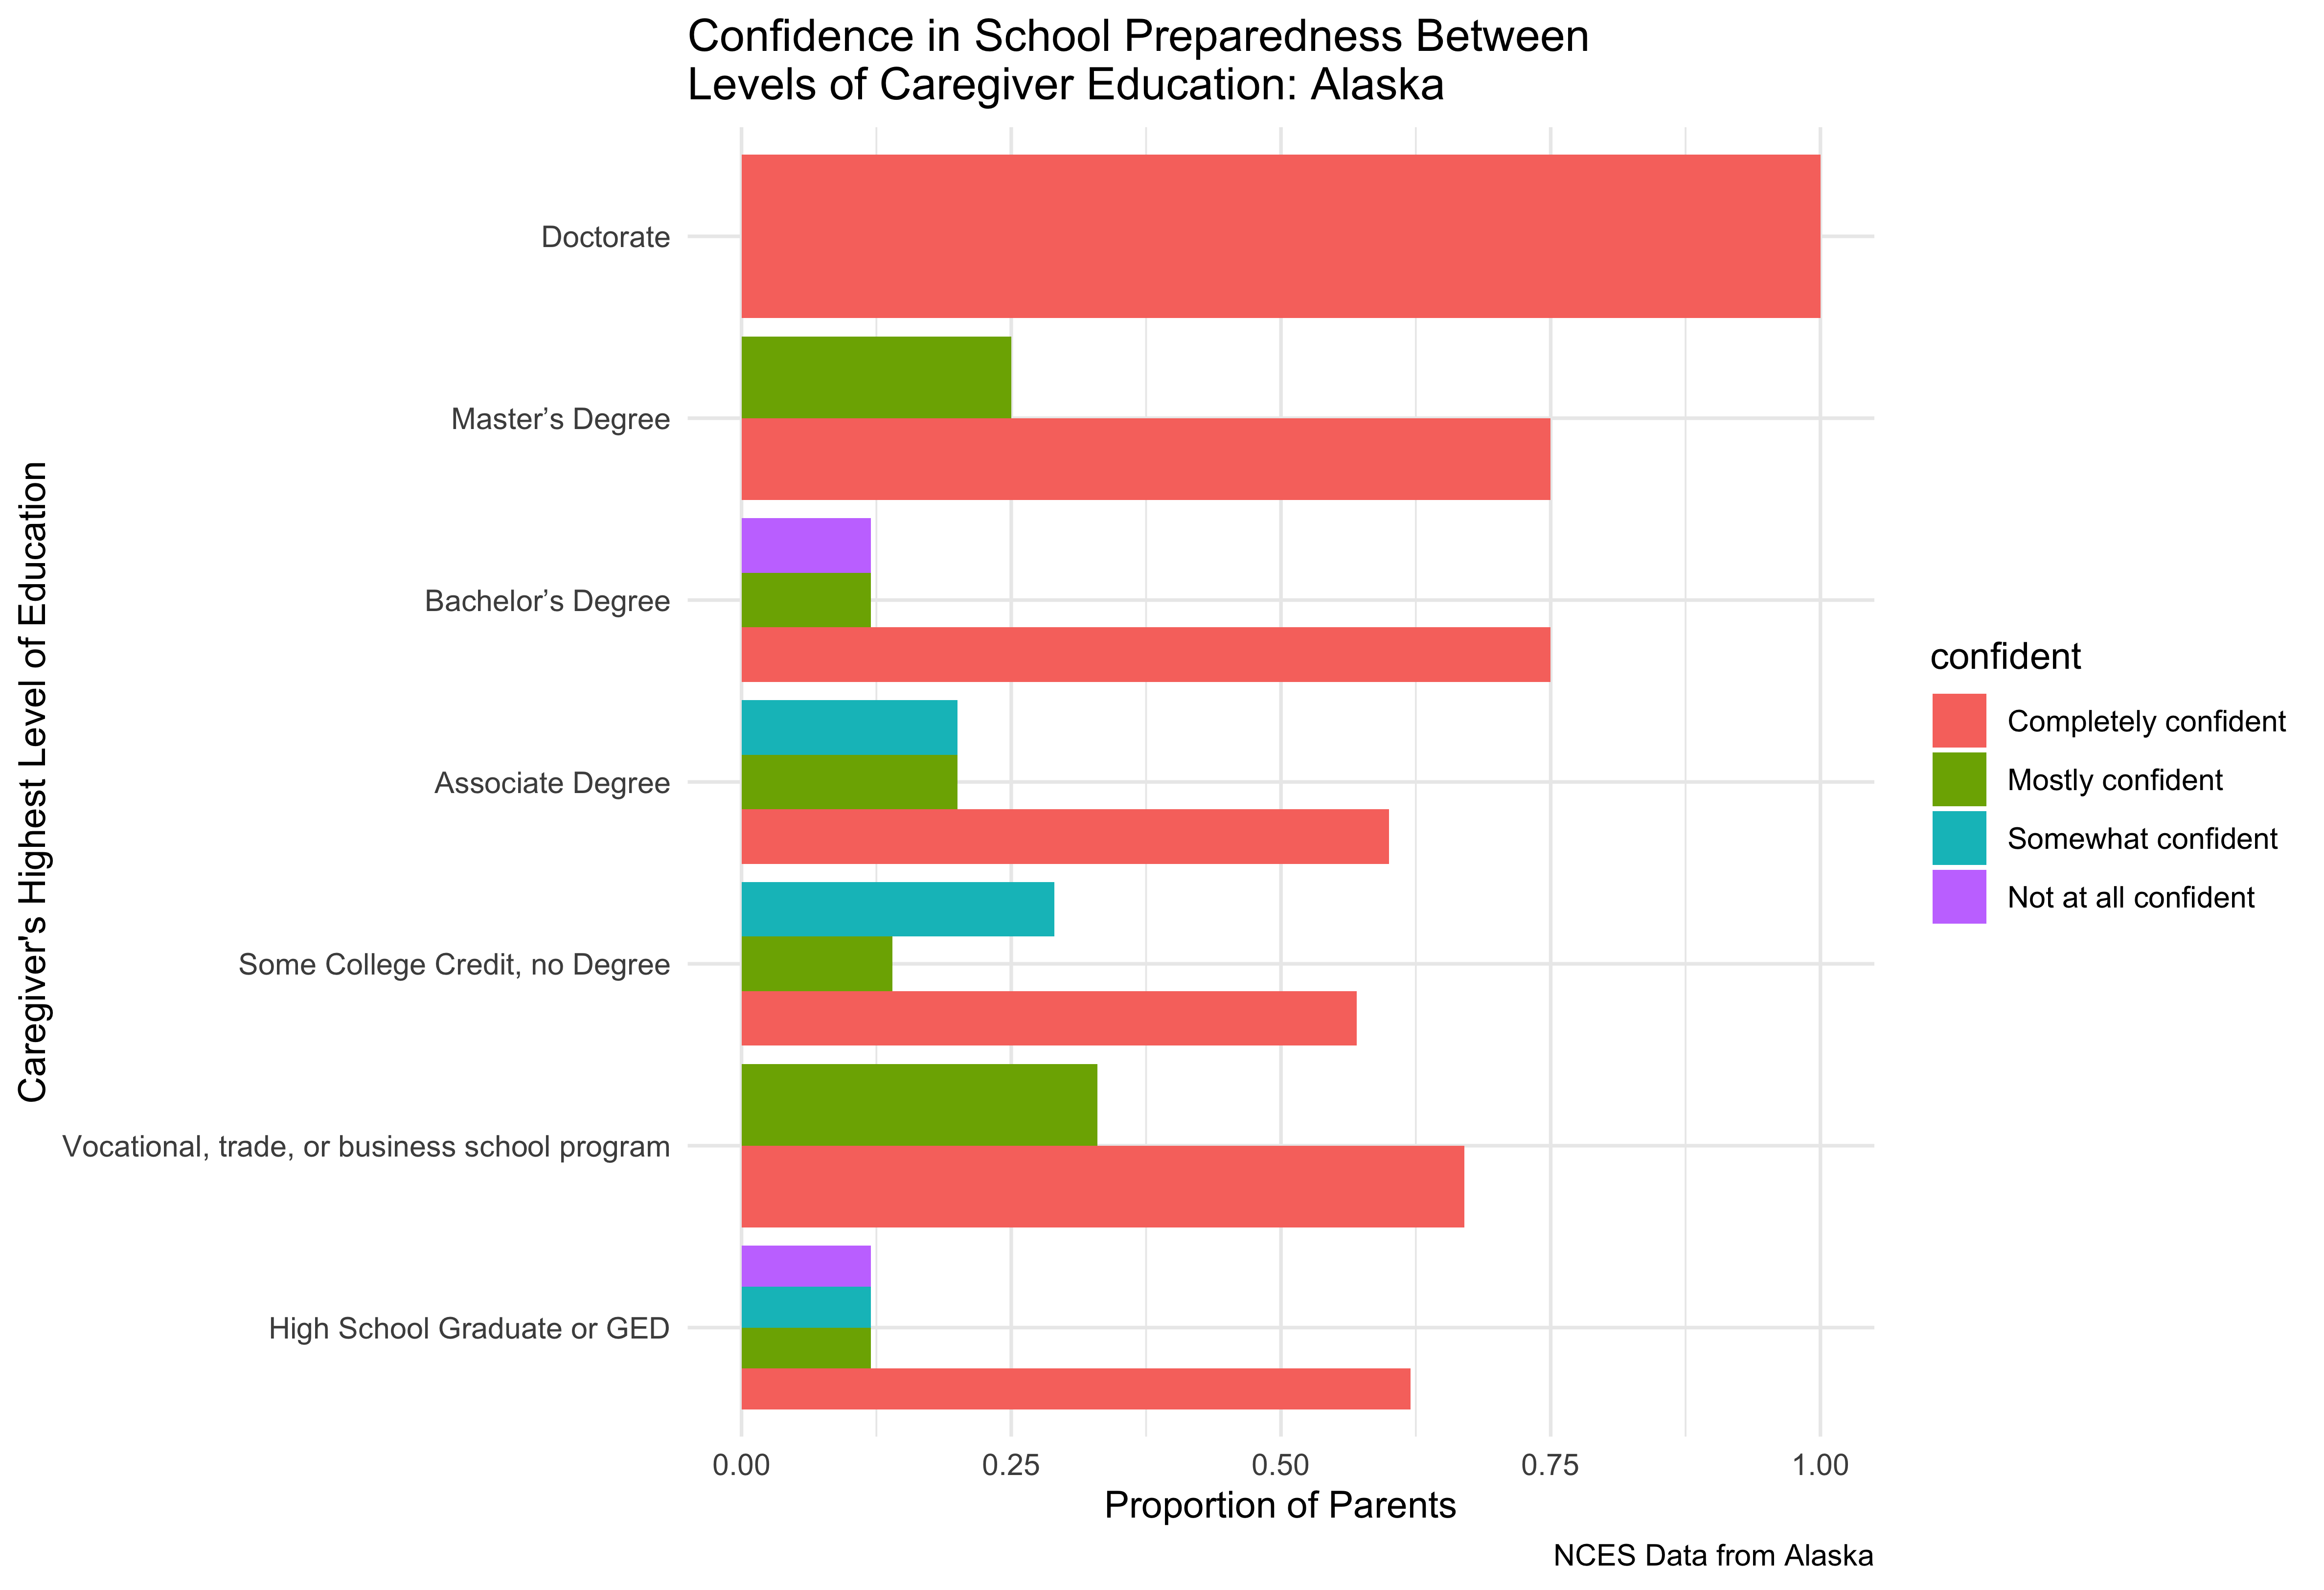 Confidence in School Preparedness Between
Levels of Caregiver Education: Alaska
Caregiver's Highest Level of Education
Doctorate
Master’s Degree
Bachelor’s Degree
Associate Degree
Some College Credit, no Degree
Vocational, trade, or business school program
High School Graduate or GED
0.00 0.25 0.50 0.75 1.00
Proportion of Parents
confident
Completely confident
Mostly confident
Somewhat confident
Not at all confident
NCES Data from Alaska